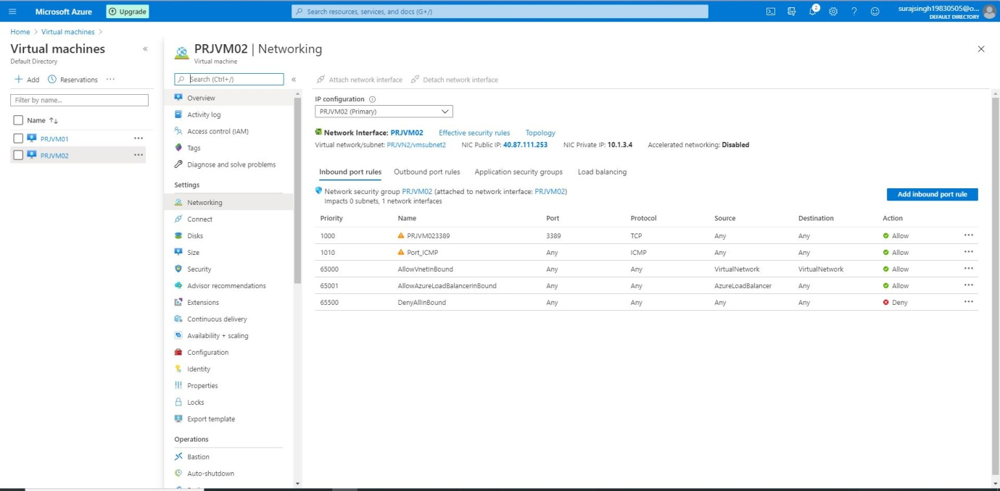 Microsoft Azure
Upgrade
Search resources, services, and docs (G+/)
2
surajsingh19830505@o...
DEFAULT DIRECTORY
Home > Virtual machines >
Virtual machines
Default Directory
Add Reservations ...
Filter by name...
Name
PRJVM01 ...
PRJVM02 ...
PRJVM02 | Networking
Virtual machine
Search (Ctrl+/)
Overview
Activity log
Access control (IAM)
Tags
Diagnose and solve problems
Settings
Networking
Connect
Disks
Size
Security
Advisor recommendations
Extensions
Continuous delivery
Availability + scaling
Configuration
Identity
Properties
Locks
Export template
Operations
Bastion
Auto-shutdown
Attach network interface Detach network interface
IP configuration
PRJVM02 (Primary)
Network Interface: PRJVM02 Effective security rules Topology
Virtual network/subnet: PRJVN2/vmsubnet2 NIC Public IP: 40.87.111.253 NIC Private IP: 10.1.3.4 Accelerated networking: Disabled
Inbound port rules Outbound port rules Application security groups Load balancing
Network security group PRJVM02 (attached to network interface: PRJVM02)
Impacts 0 subnets, 1 network interfaces
Add inbound port rule
Priority Name Port Protocol Source Destination Action
1000 PRJVM023389 3389 TCP Any Any Allow ...
1010 Port_ICMP Any ICMP Any Any Allow ...
65000 AllowVnetInBound Any Any VirtualNetwork VirtualNetwork Allow ...
65001 AllowAzureLoadBalancerInBound Any Any AzureLoadBalancer Any Allow ...
65500 DenyAllInBound Any Any Any Any Deny ...